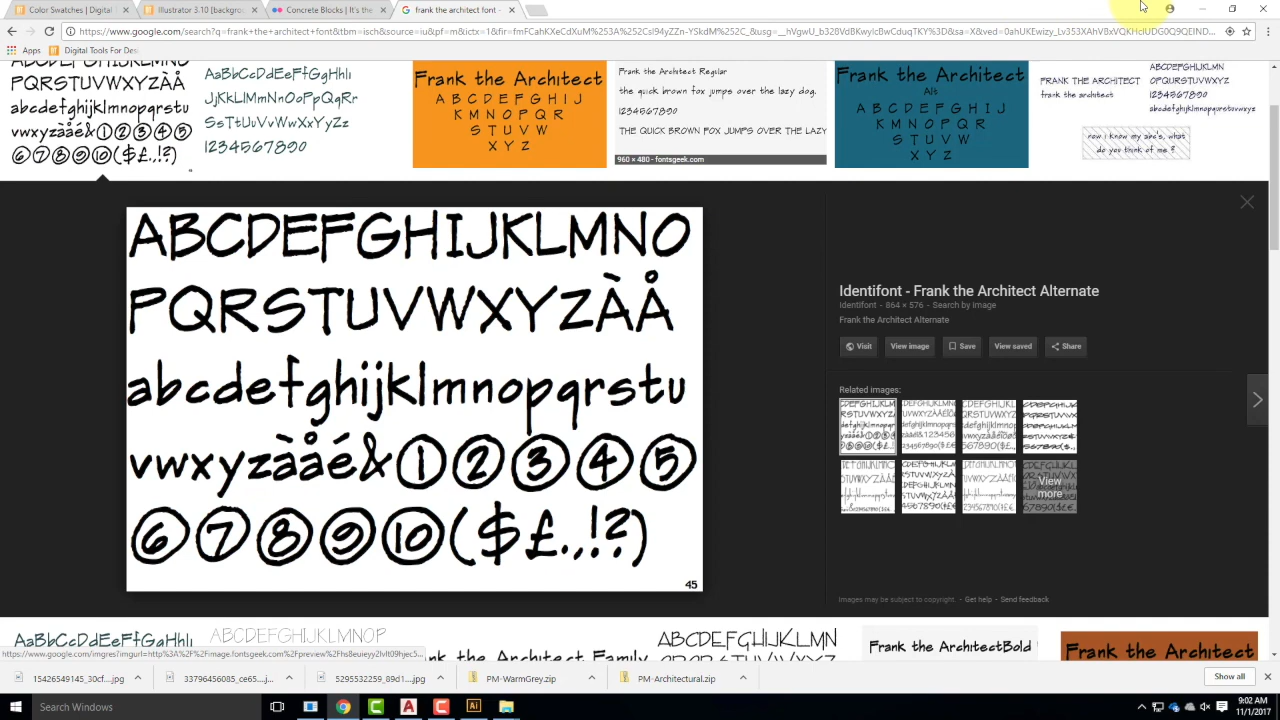 Color Swatches | Digital
Illustrator 3.10 [backgrou
Concrete Blocks | It's the
frank the architect font -
Apps
Digital Tools For Des
ABCDEFGHIJKLMNO
PQRSTUVWXYZÀÅ
abcdefghijklmnopqrstu
vwxyzàåé&①②③④⑤
⑥⑦⑧⑨⑩($£.,!?)
AaBbCcDdEeFfGgHhIi
JjKkLlMmNnOoPpQqRr
SsTtUuVvWwXxYyZz
1234567890
Frank the Architect
A B C D E F G H I J
K L M N O P Q R
S T U V W
X Y Z
Frank the Architect Regular
the quick brown fox jumps over the lazy dog.
1234567890
THE QUICK BROWN FOX JUMPS OVER THE LAZY
960 × 480 - fontsgeek.com
Frank the Architect
Alt
A B C D E F G H I J
K L M N O P Q R
S T U V W
X Y Z
FRANK THE ARCHITECT
frank the architect
ABCDEFGHIJKLMN
OPQRSTUVWXYZ
abcdefghijklmnopqrstuvwxyz
now i know my abc's, what
do you think of me ?
ABCDEFGHIJKLMNO
PQRSTUVWXYZÀÅ
abcdefghijklmnopqrstu
vwxyzàåé&①②③④⑤
⑥⑦⑧⑨⑩($£.,!?)
45
Identifont - Frank the Architect Alternate
Identifont - 864 × 576 - Search by image
Frank the Architect Alternate
Visit
View image
Save
View saved
Share
Related images:
View
more
Images may be subject to copyright. - Get help - Send feedback
AaBbCcDdEeFfGgHhIi
ABCDEFGHIJKLMNOP
nk the Architect Family
ABCDEFGHIJKLMN
Frank the ArchitectBold
Frank the Architect
15426549145_30cf....jpg
33796456085_ce65....jpg
5295532259_89d1....jpg
PM-WarmGrey.zip
PM-Architectural.zip
Show all
Search Windows
9:02 AM
11/1/2017